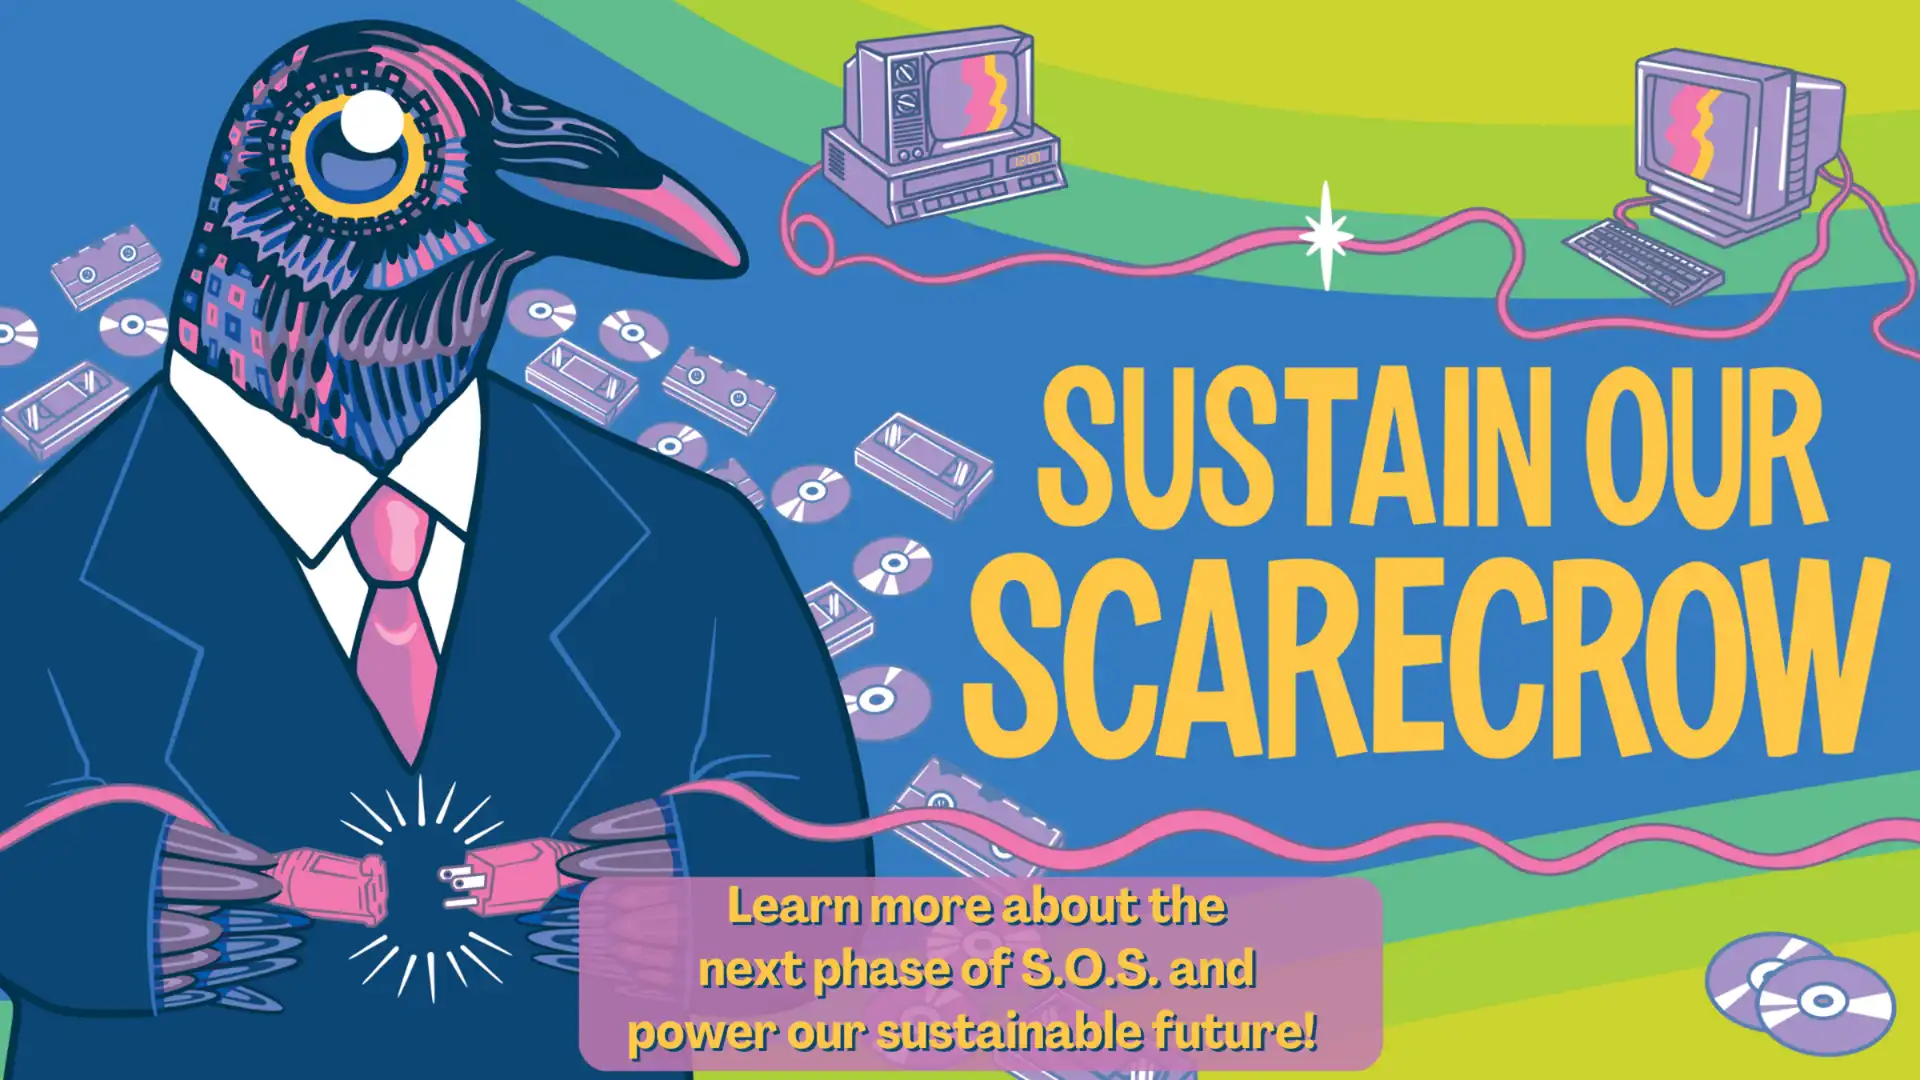 SUSTAIN OUR
SCARECROW
Learn more about the
next phase of S.O.S. and
power our sustainable future!